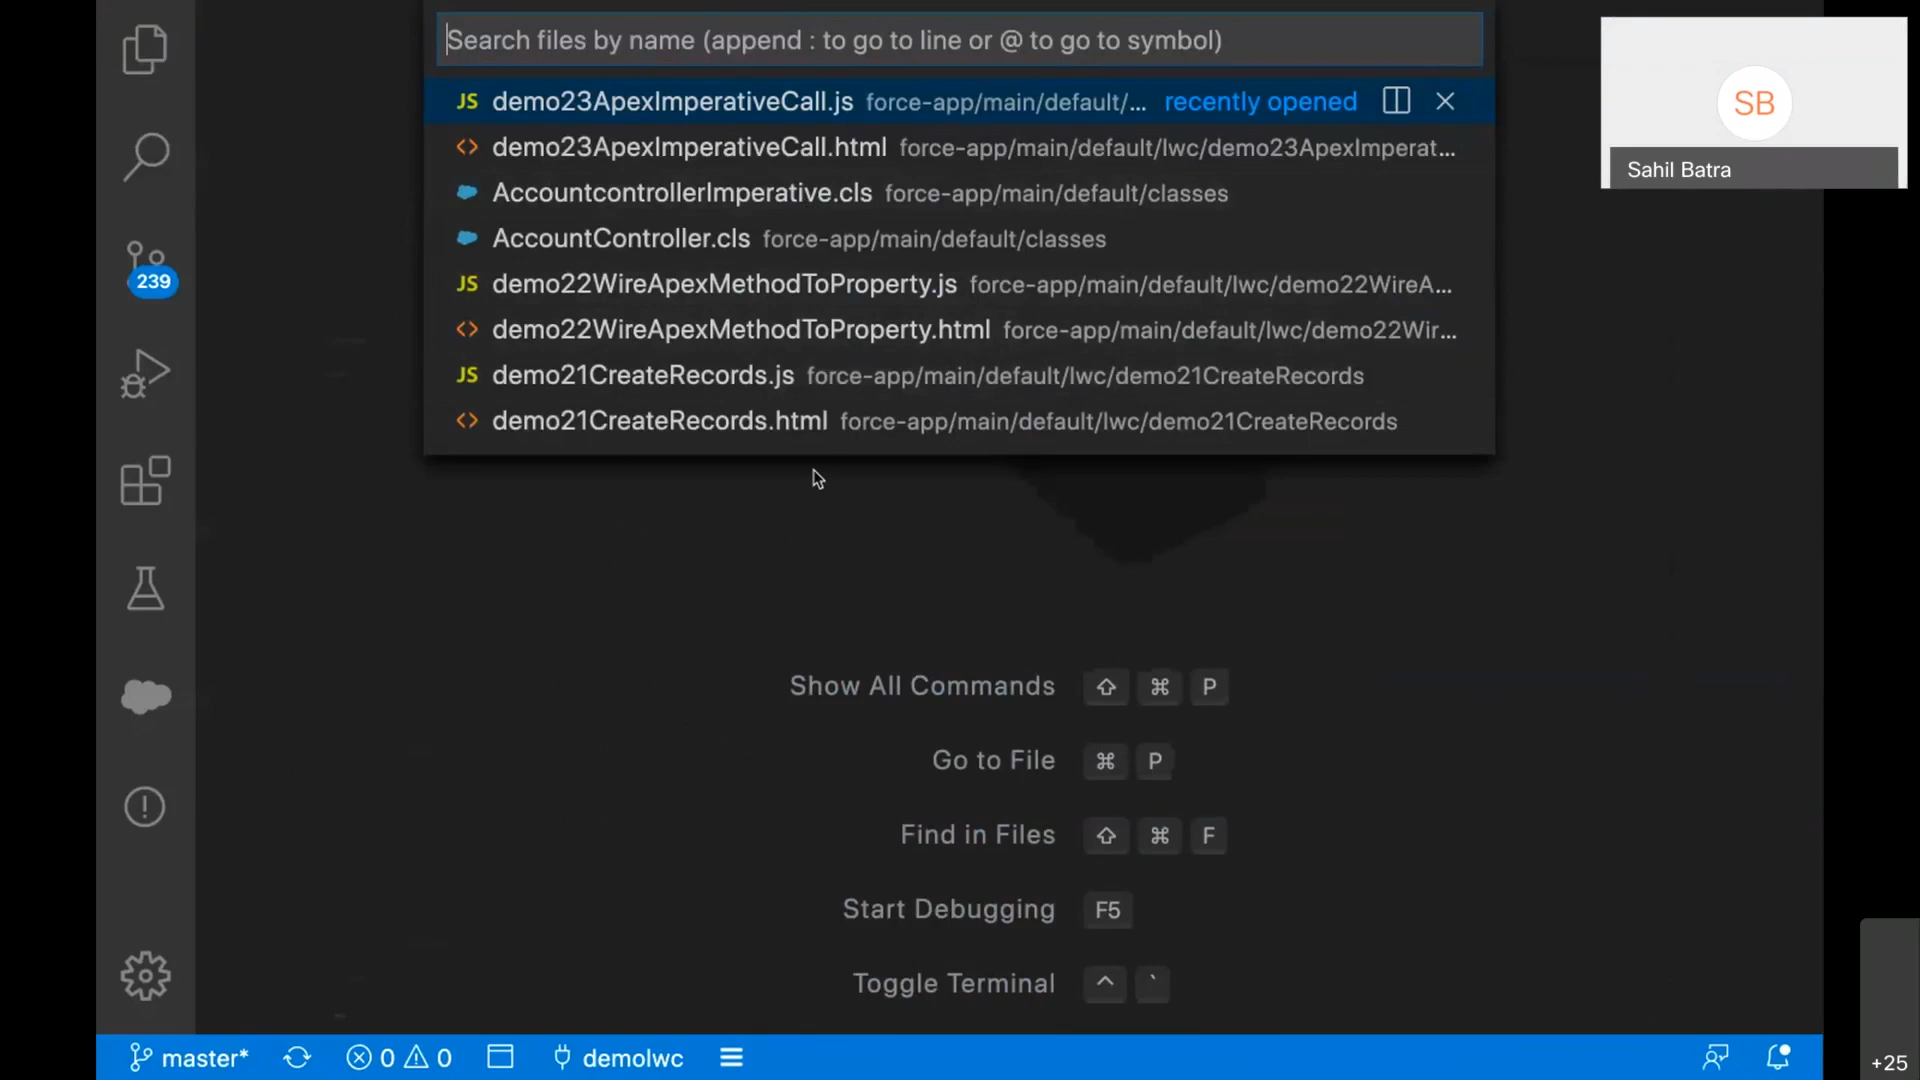 Search files by name (append : to go to line or @ to go to symbol)
JS demo23ApexImperativeCall.js force-app/main/default/... recently opened
demo23ApexImperativeCall.html force-app/main/default/lwc/demo23ApexImperat...
AccountcontrollerImperative.cls force-app/main/default/classes
AccountController.cls force-app/main/default/classes
JS demo22WireApexMethodToProperty.js force-app/main/default/lwc/demo22WireA...
demo22WireApexMethodToProperty.html force-app/main/default/lwc/demo22Wir...
JS demo21CreateRecords.js force-app/main/default/lwc/demo21CreateRecords
demo21CreateRecords.html force-app/main/default/lwc/demo21CreateRecords
SB
Sahil Batra
239
Show All Commands ⇧ ⌘ P
Go to File ⌘ P
Find in Files ⇧ ⌘ F
Start Debugging F5
Toggle Terminal ^ `
master* 0 0 demolwc
+25